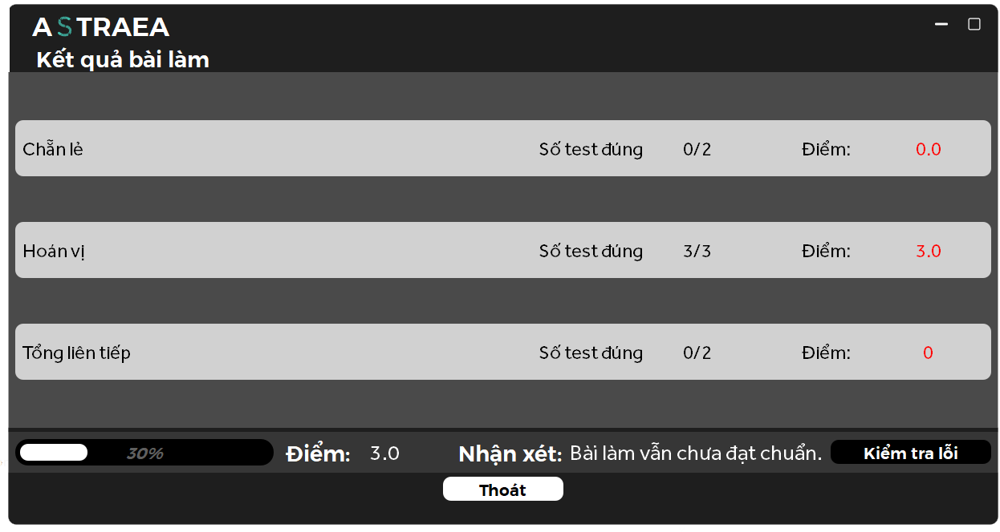 ASTRAEA
Kết quả bài làm
Chẵn lẻ Số test đúng 0/2 Điểm: 0.0
Hoán vị Số test đúng 3/3 Điểm: 3.0
Tổng liên tiếp Số test đúng 0/2 Điểm: 0
30% Điểm: 3.0 Nhận xét: Bài làm vẫn chưa đạt chuẩn. Kiểm tra lỗi
Thoát